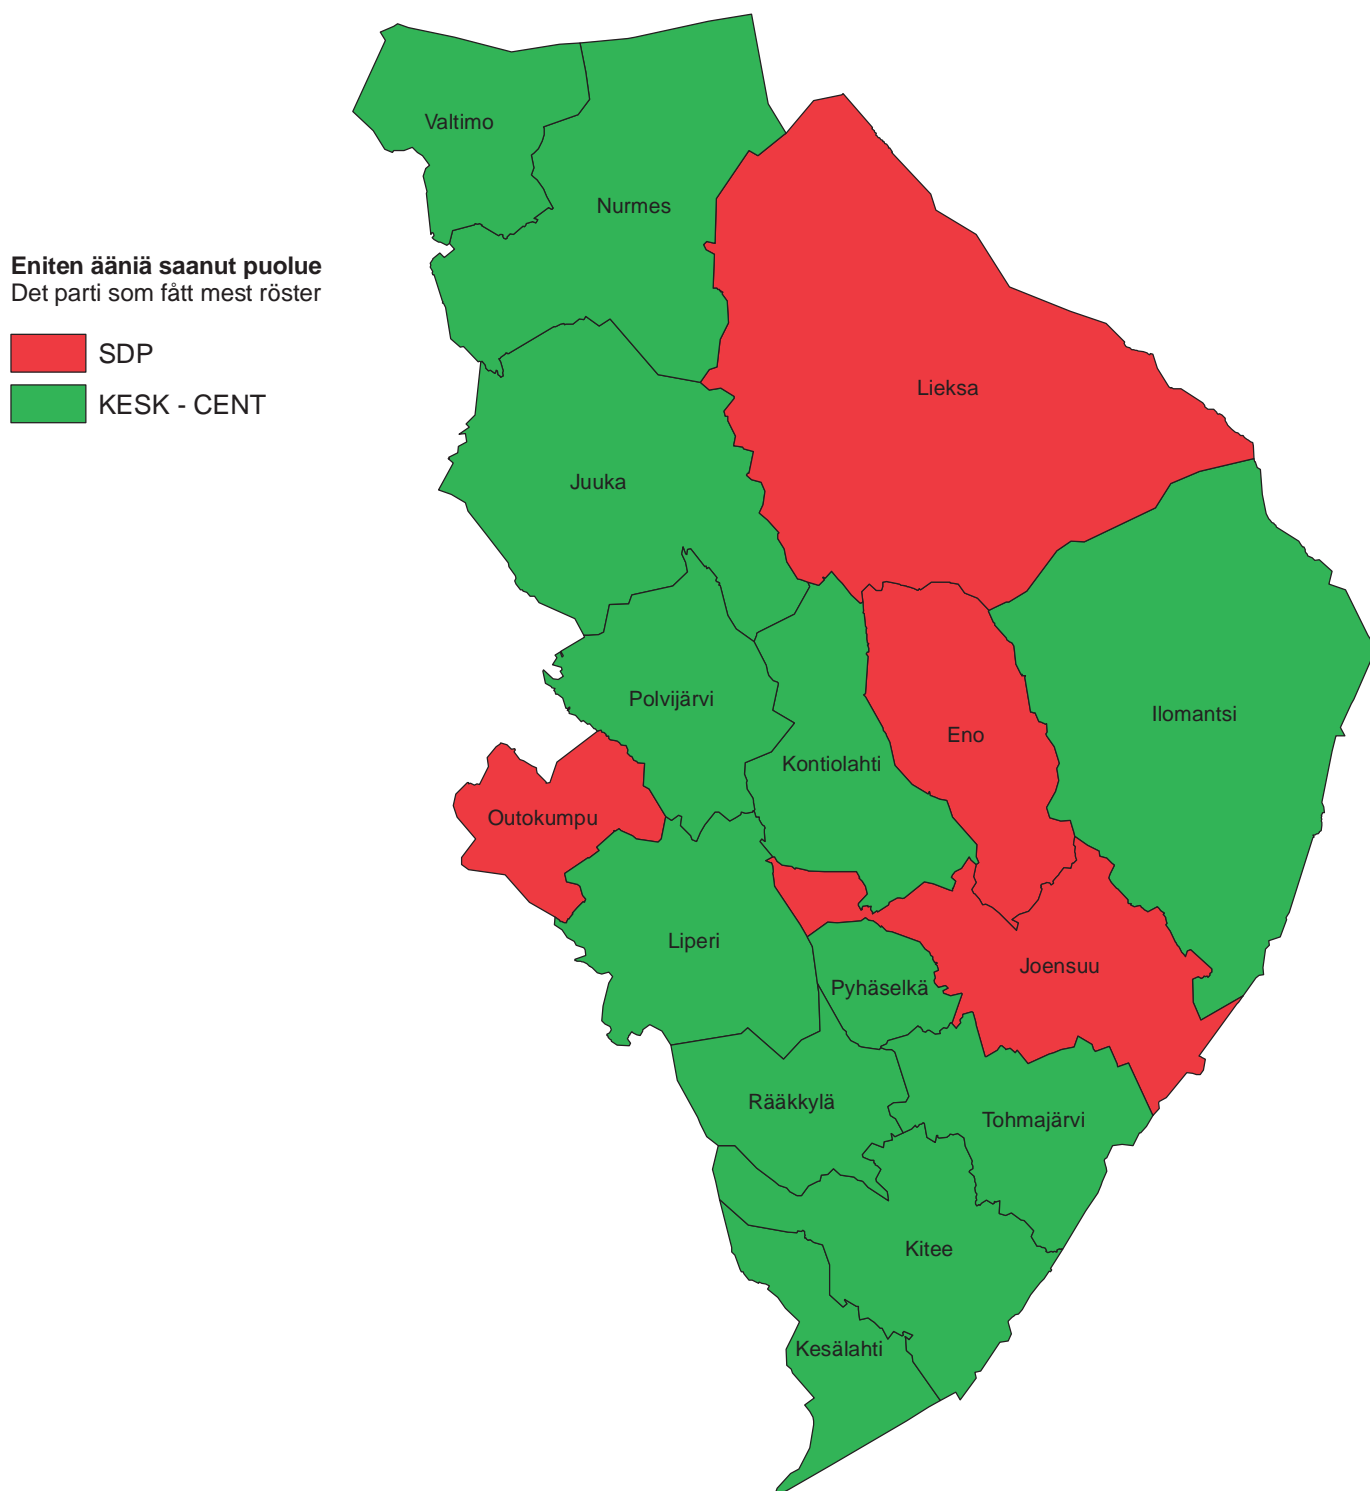 Valtimo
Nurmes
Eniten ääniä saanut puolue
Det parti som fått mest röster
SDP
KESK - CENT
Lieksa
Juuka
Polvijärvi
Ilomantsi
Eno
Kontiolahti
Outokumpu
Liperi
Joensuu
Pyhäselkä
Rääkkylä
Tohmajärvi
Kitee
Kesälahti